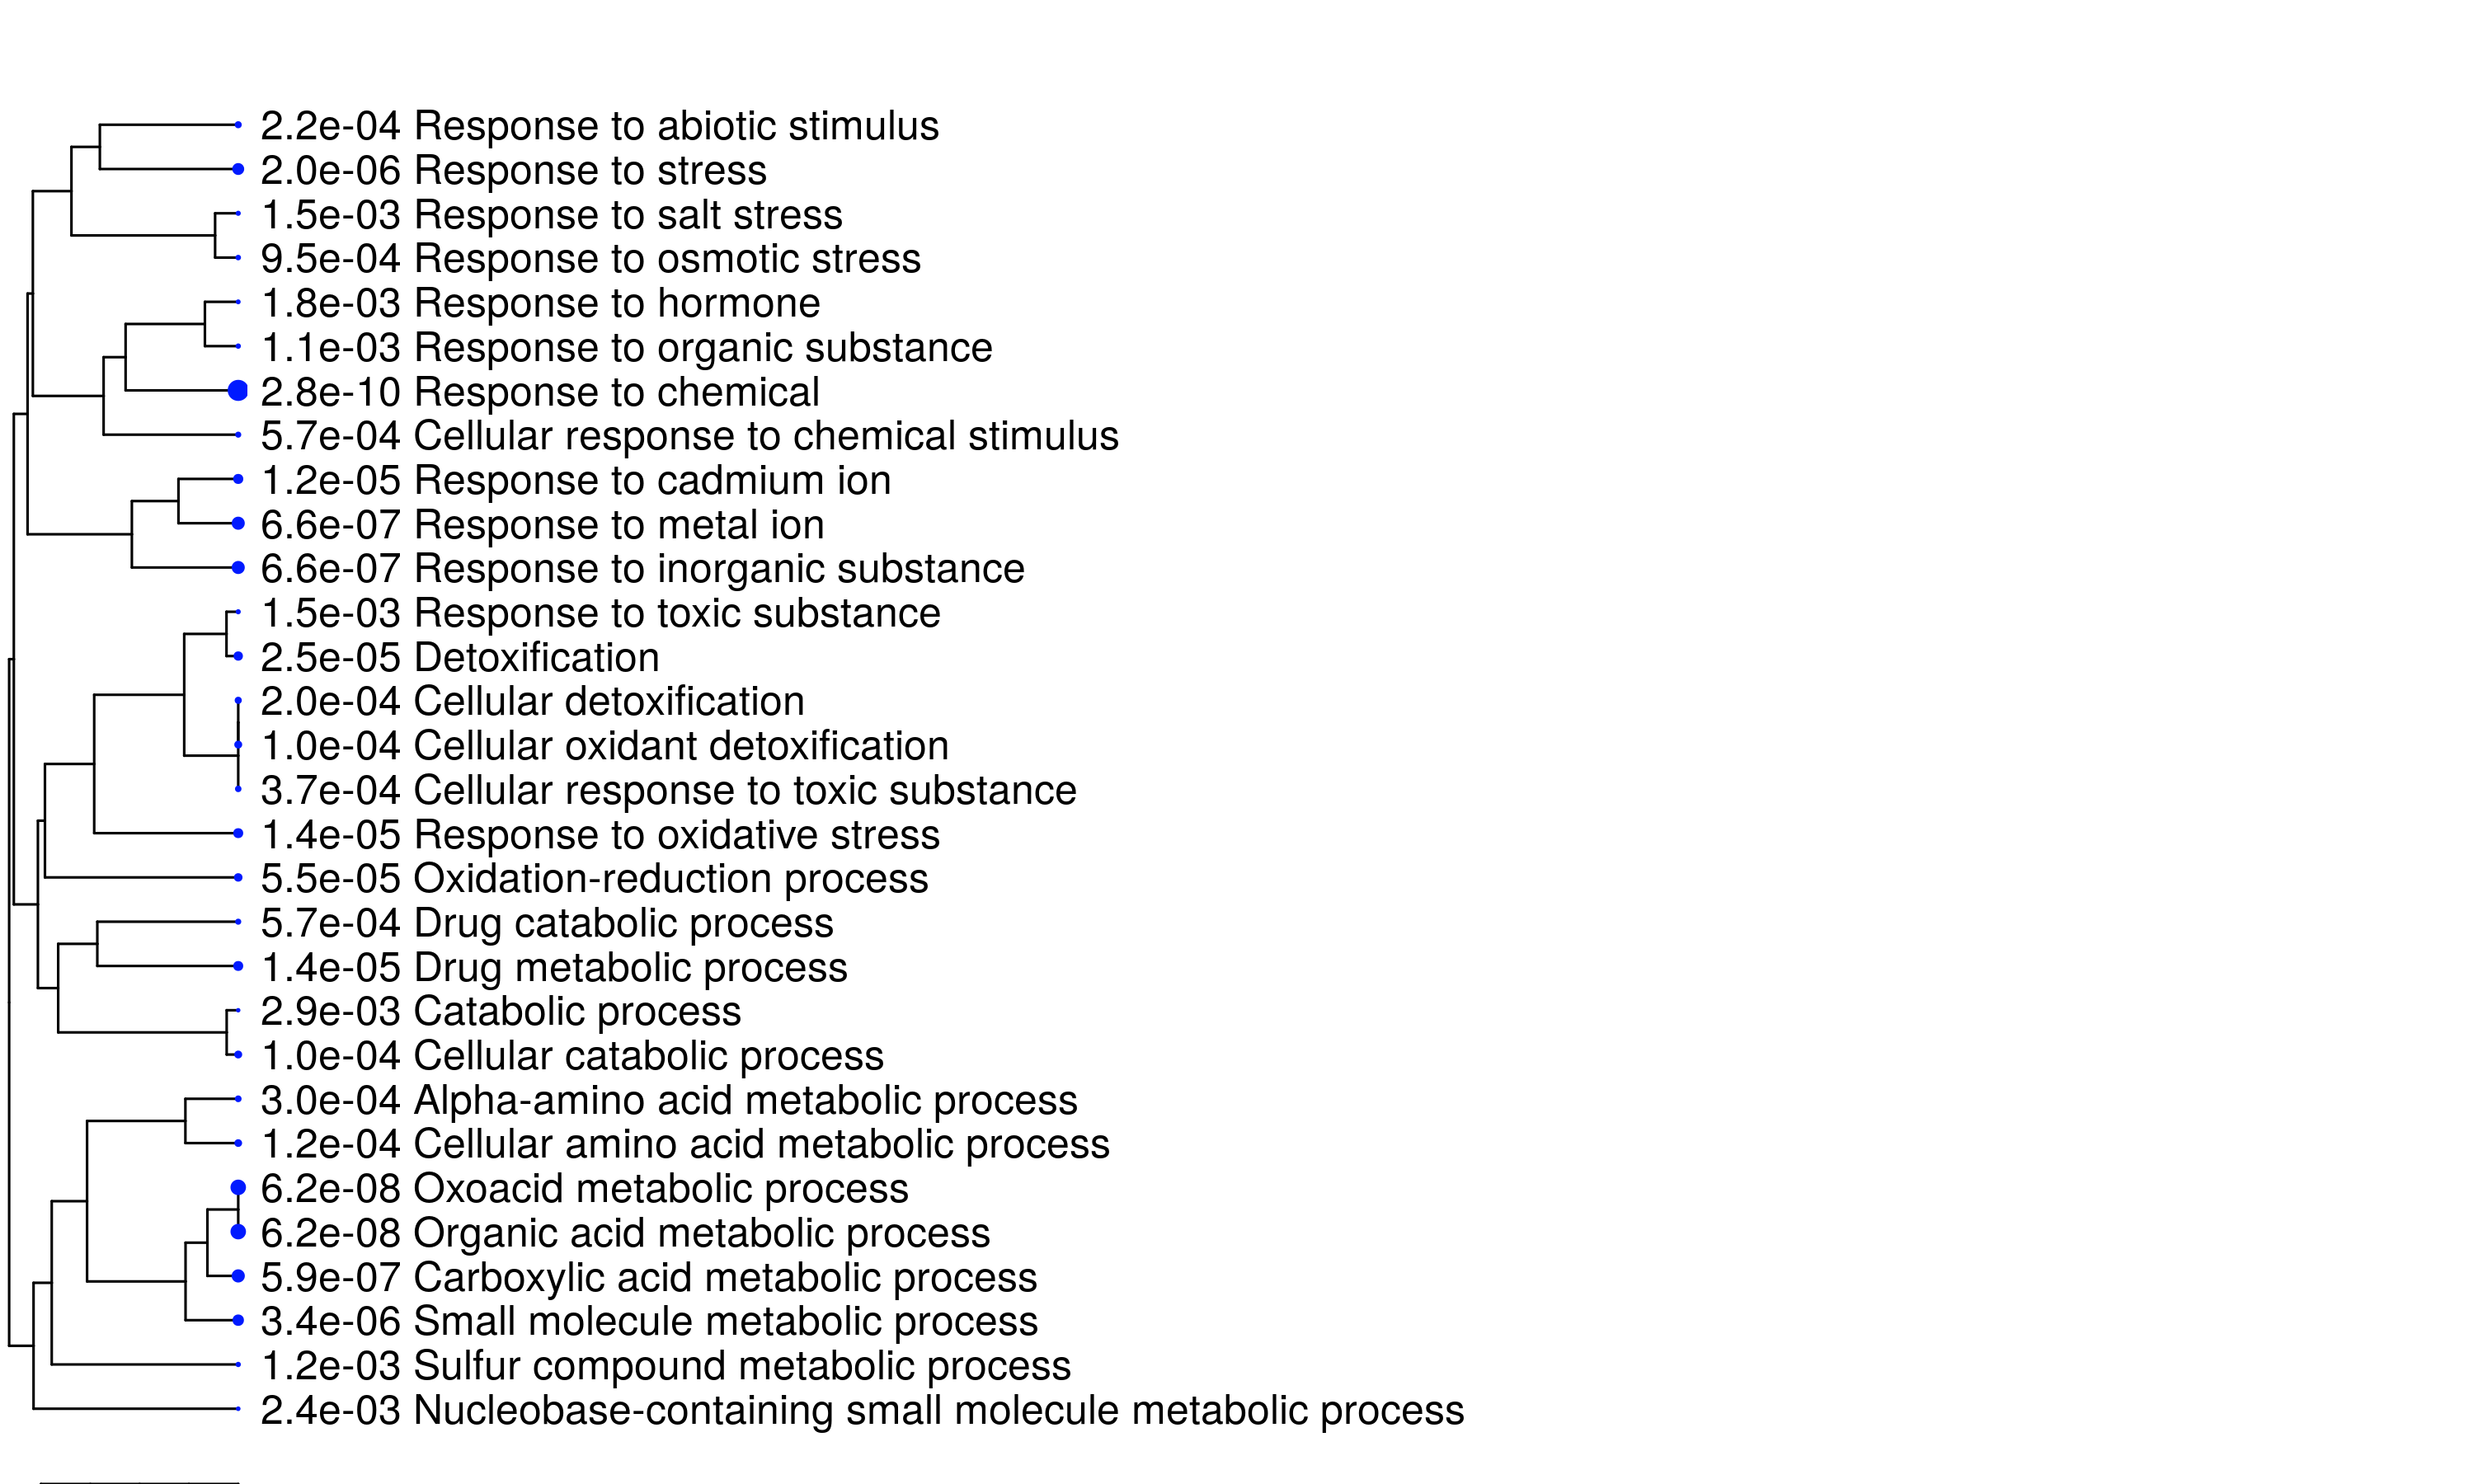 2.2e-04 Response to abiotic stimulus
2.0e-06 Response to stress
1.5e-03 Response to salt stress
9.5e-04 Response to osmotic stress
1.8e-03 Response to hormone
1.1e-03 Response to organic substance
2.8e-10 Response to chemical
5.7e-04 Cellular response to chemical stimulus
1.2e-05 Response to cadmium ion
6.6e-07 Response to metal ion
6.6e-07 Response to inorganic substance
1.5e-03 Response to toxic substance
2.5e-05 Detoxification
2.0e-04 Cellular detoxification
1.0e-04 Cellular oxidant detoxification
3.7e-04 Cellular response to toxic substance
1.4e-05 Response to oxidative stress
5.5e-05 Oxidation-reduction process
5.7e-04 Drug catabolic process
1.4e-05 Drug metabolic process
2.9e-03 Catabolic process
1.0e-04 Cellular catabolic process
3.0e-04 Alpha-amino acid metabolic process
1.2e-04 Cellular amino acid metabolic process
6.2e-08 Oxoacid metabolic process
6.2e-08 Organic acid metabolic process
5.9e-07 Carboxylic acid metabolic process
3.4e-06 Small molecule metabolic process
1.2e-03 Sulfur compound metabolic process
2.4e-03 Nucleobase-containing small molecule metabolic process